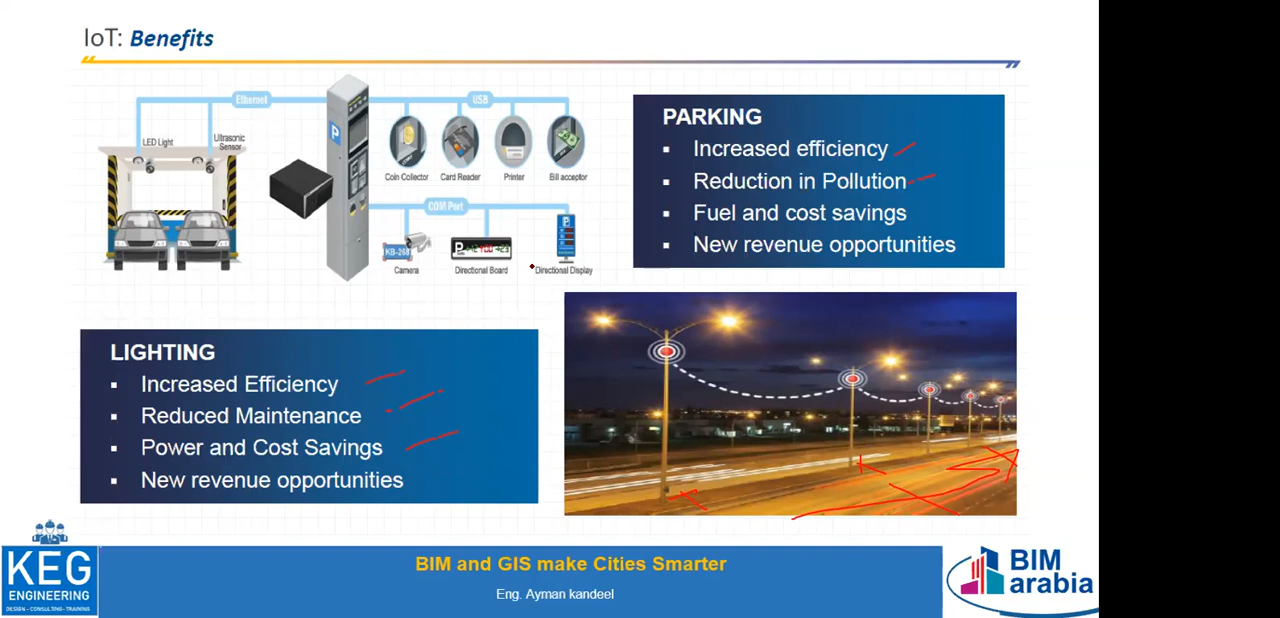 IoT: Benefits
Ethernet
USB
LED Light
Ultrasonic
Sensor
P
Coin Collector
Card Reader
Printer
Bill acceptor
COM Port
P
KB-268
P
Camera
Directional Board
Directional Display
PARKING
▪ Increased efficiency
▪ Reduction in Pollution
▪ Fuel and cost savings
▪ New revenue opportunities
LIGHTING
▪ Increased Efficiency
▪ Reduced Maintenance
▪ Power and Cost Savings
▪ New revenue opportunities
KEG
ENGINEERING
DESIGN - CONSULTING - TRAINING
BIM and GIS make Cities Smarter
Eng. Ayman kandeel
BIM
arabia